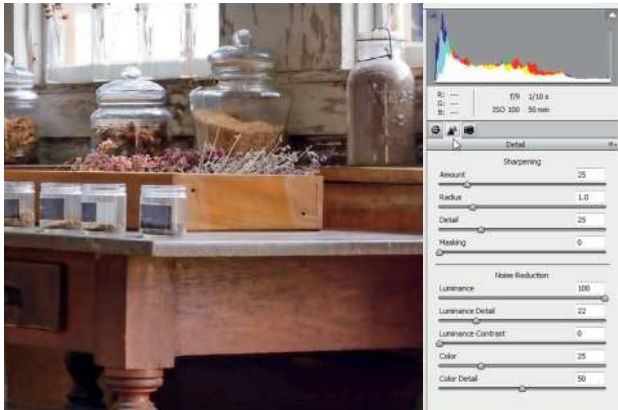 R: ---
G: ---
B: ---
f/9 1/10 s
ISO 100 50 mm
Detail
Sharpening
Amount 25
Radius 1.0
Detail 25
Masking 0
Noise Reduction
Luminance 100
Luminance Detail 22
Luminance Contrast 0
Color 25
Color Detail 50